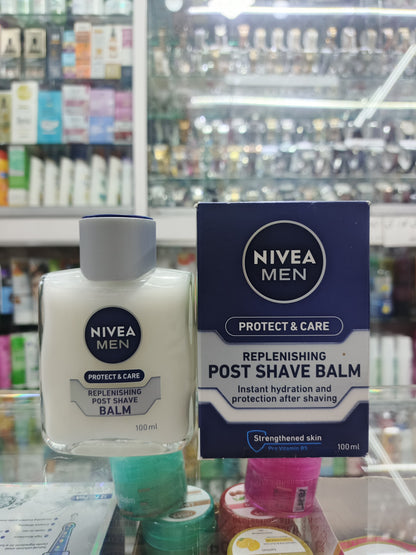 NIVEA
MEN
PROTECT & CARE
REPLENISHING
POST SHAVE
BALM
100 ml
NIVEA
MEN
PROTECT & CARE
REPLENISHING
POST SHAVE BALM
Instant hydration and
protection after shaving
Strengthened skin
Pro Vitamin B5
100 ml
NIVEA